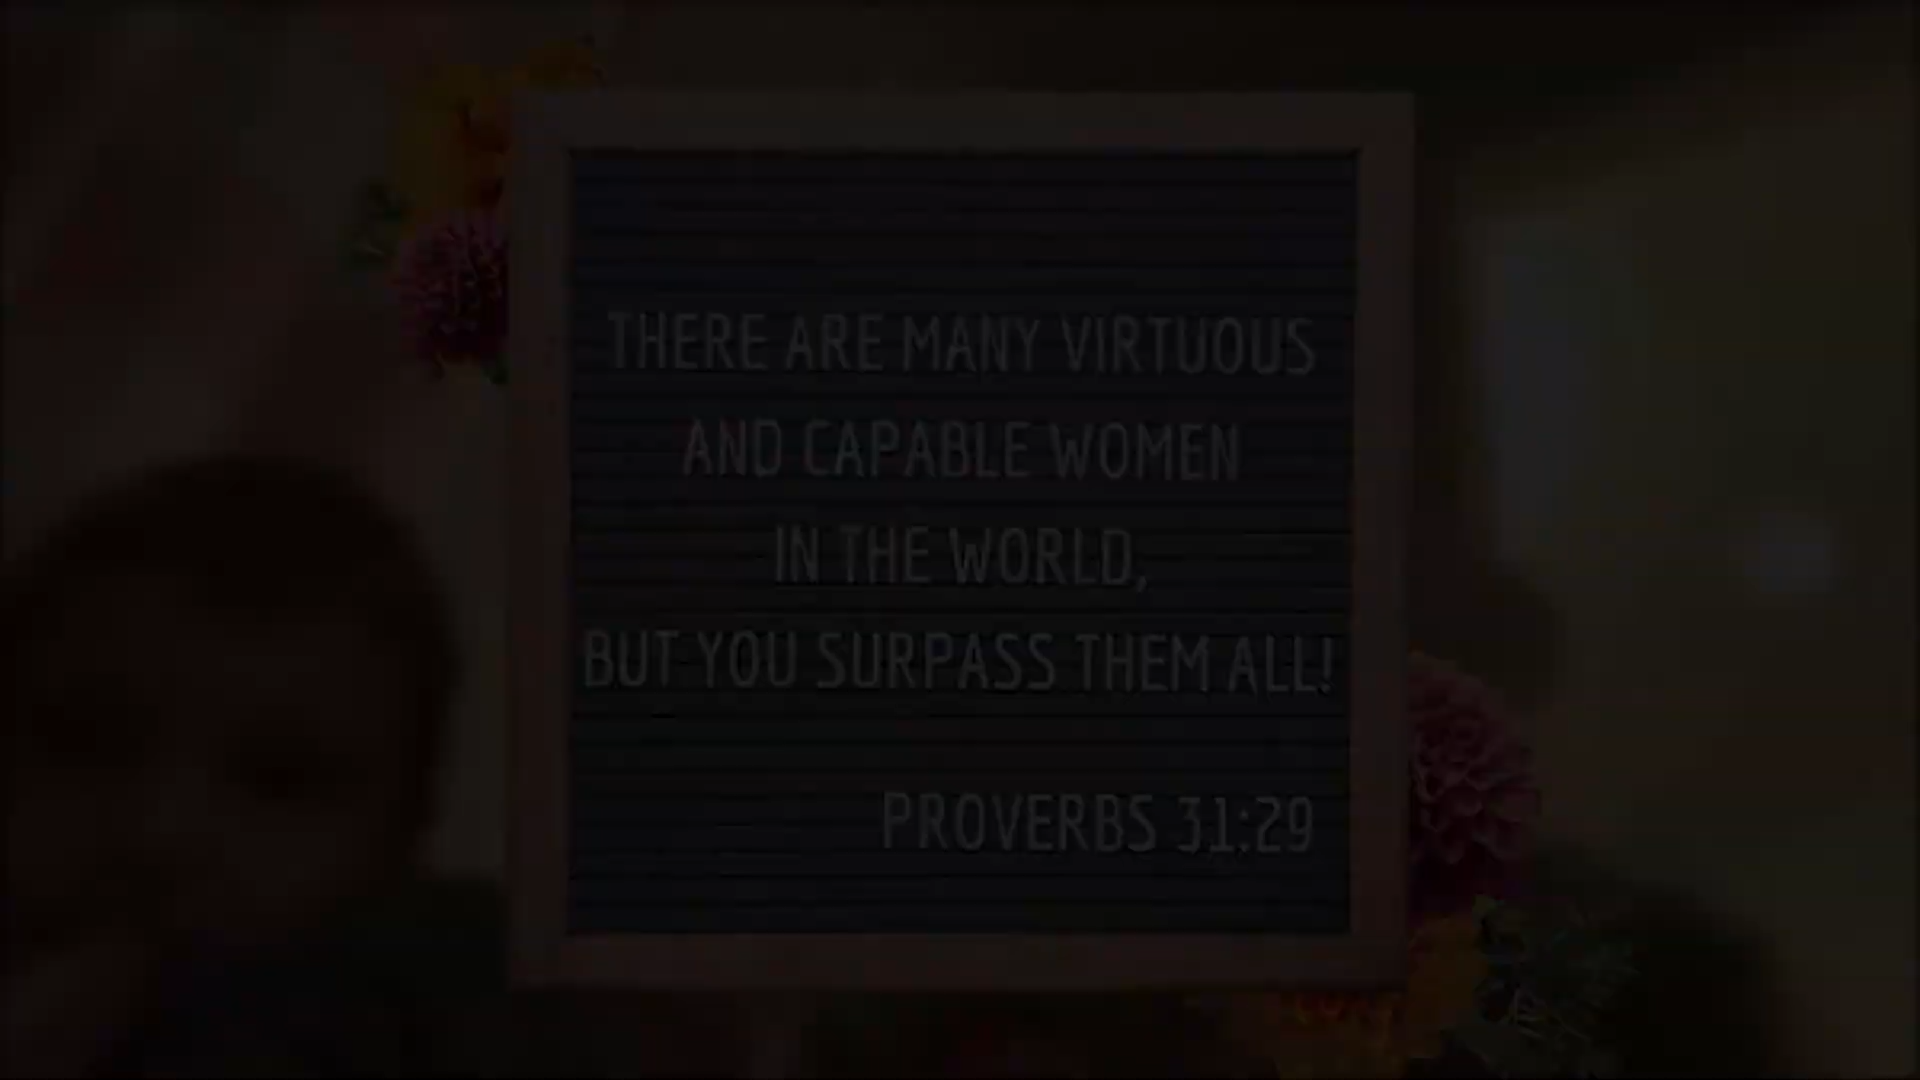 THERE ARE MANY VIRTUOUS
AND CAPABLE WOMEN
IN THE WORLD,
BUT YOU SURPASS THEM ALL!
PROVERBS 31:29